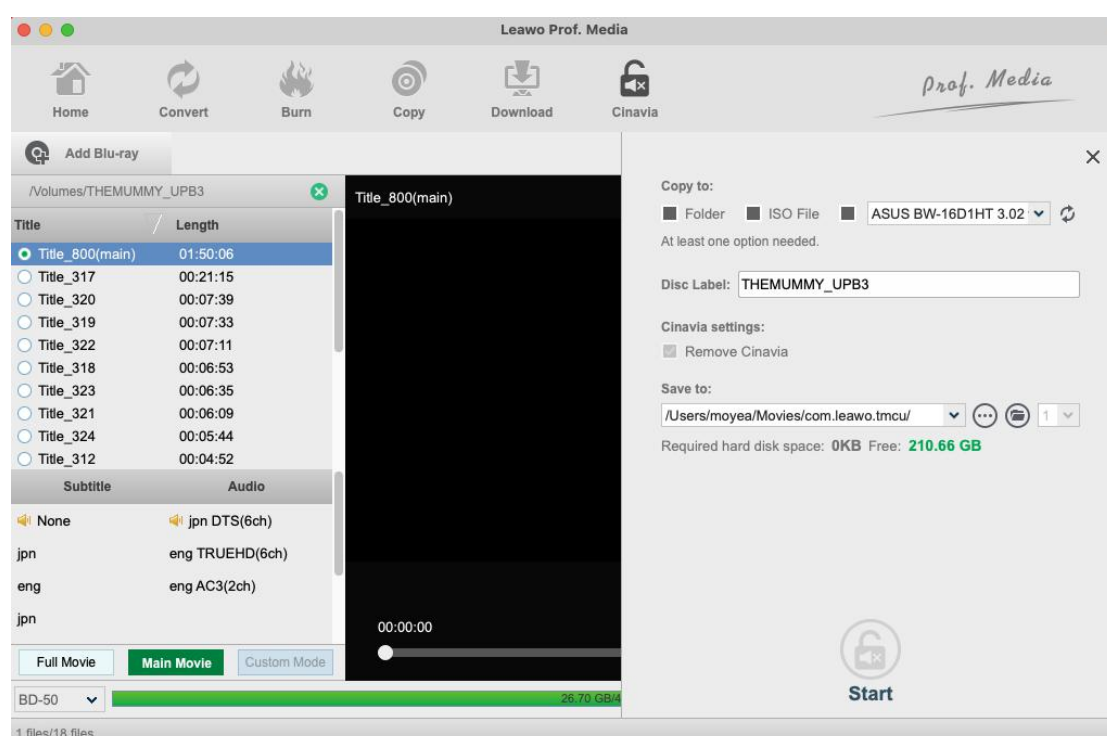 Leawo Prof. Media
Home Convert Burn Copy Download Cinavia
Prof. Media
Add Blu-ray
/Volumes/THEMUMMY_UPB3
Title Length
Title_800(main) 01:50:06
Title_317 00:21:15
Title_320 00:07:39
Title_319 00:07:33
Title_322 00:07:11
Title_318 00:06:53
Title_323 00:06:35
Title_321 00:06:09
Title_324 00:05:44
Title_312 00:04:52
Subtitle Audio
None jpn DTS(6ch)
jpn eng TRUEHD(6ch)
eng eng AC3(2ch)
jpn
Full Movie Main Movie Custom Mode
BD-50 26.70 GB/4
1 files/18 files
Title_800(main)
00:00:00
Copy to:
Folder ISO File ASUS BW-16D1HT 3.02
At least one option needed.
Disc Label: THEMUMMY_UPB3
Cinavia settings:
Remove Cinavia
Save to:
/Users/moyea/Movies/com.leawo.tmcu/ 1
Required hard disk space: 0KB Free: 210.66 GB
Start